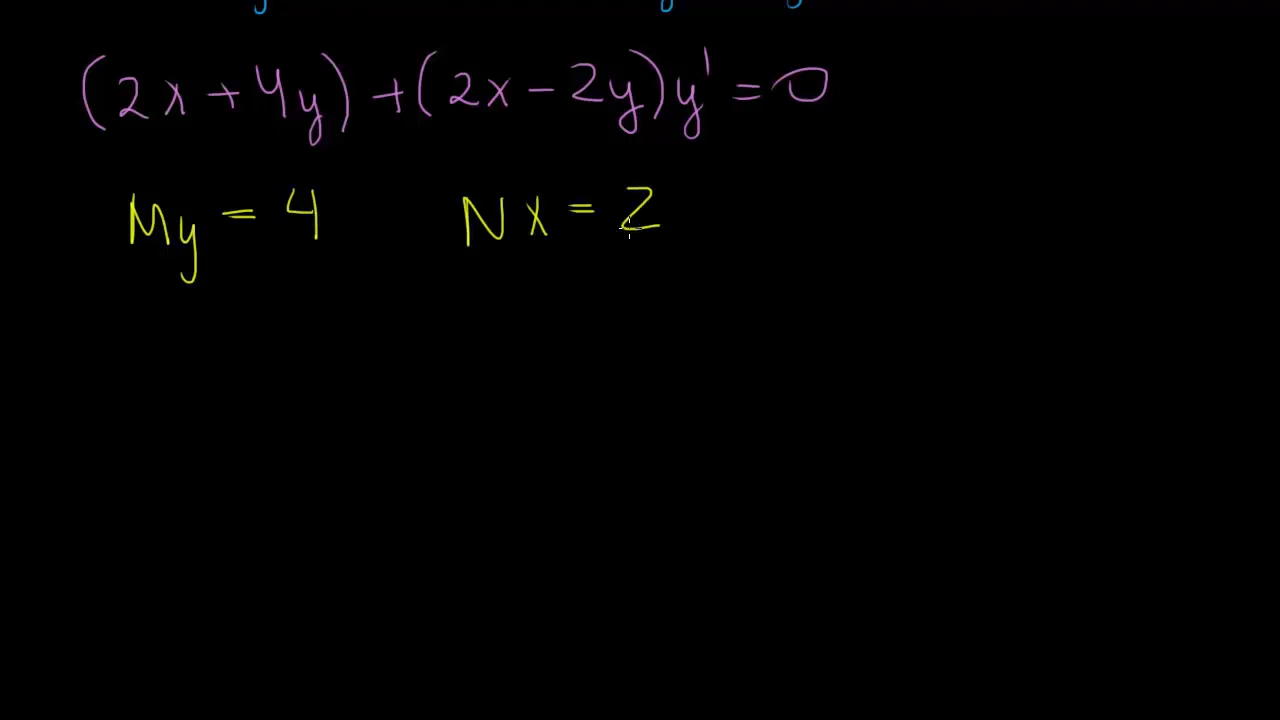 (2x + 4y) + (2x - 2y)y' = 0
My = 4 Nx = 2